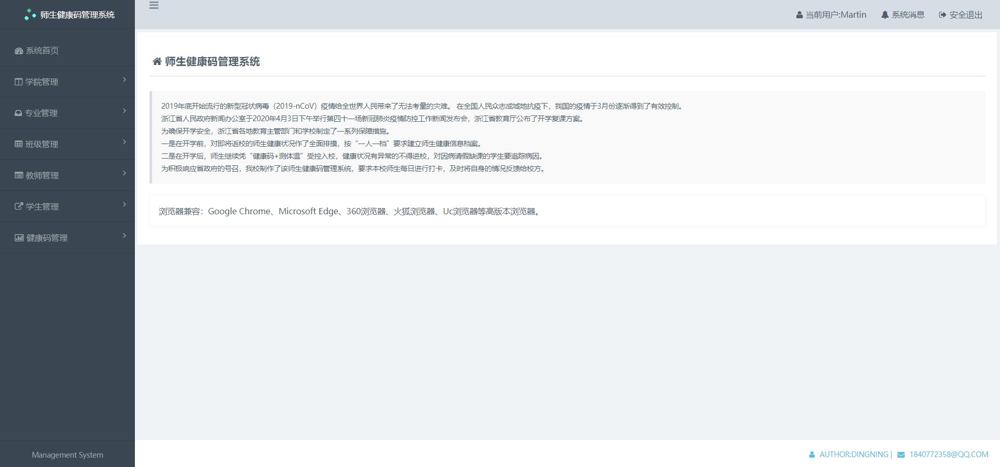 师生健康码管理系统
当前用户:Martin
系统消息
安全退出
系统首页
学院管理
专业管理
班级管理
教师管理
学生管理
健康码管理
Management System
师生健康码管理系统
2019年底开始流行的新型冠状病毒（2019-nCoV）疫情给全世界人民带来了无法考量的灾难。 在全国人民众志成城地抗疫下，我国的疫情于3月份逐渐得到了有效控制。
浙江省人民政府新闻办公室于2020年4月3日下午举行第四十一场新冠肺炎疫情防控工作新闻发布会，浙江省教育厅公布了开学复课方案。
为确保开学安全，浙江省各地教育主管部门和学校制定了一系列保障措施。
一是在开学前，对即将返校的师生健康状况作了全面排摸，按“一人一档”要求建立师生健康信息档案。
二是在开学后，师生继续凭“健康码+测体温”受控入校，健康状况有异常的不得进校，对因病请假缺课的学生要追踪病因。
为积极响应省政府的号召，我校制作了该师生健康码管理系统，要求本校师生每日进行打卡，及时将自身的情况反馈给校方。
浏览器兼容：Google Chrome、Microsoft Edge、360浏览器、火狐浏览器、Uc浏览器等高版本浏览器。
AUTHOR:DINGNING | 1840772358@QQ.COM